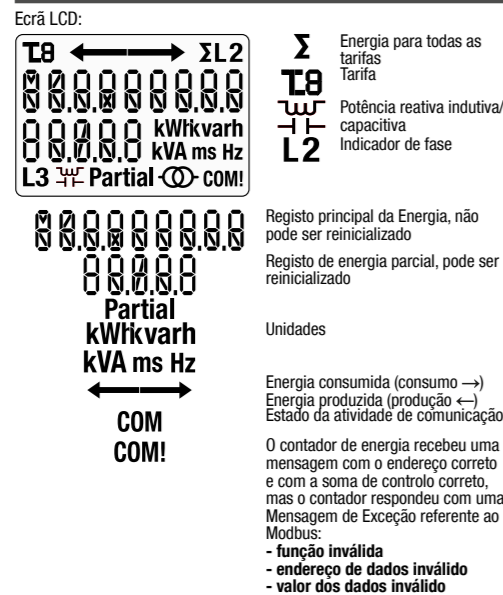 Ecrã LCD:
T.8 ΣL2
kWh kvarh
kVA ms Hz
L3 Partial COM!
Σ Energia para todas as
tarifas
T.8 Tarifa
Potência reativa indutiva/
capacitiva
L2 Indicador de fase
Registo principal da Energia, não
pode ser reinicializado
Registo de energia parcial, pode ser
reinicializado
Partial
kWh kvarh
kVA ms Hz
Unidades
Energia consumida (consumo →)
Energia produzida (produção ←)
Estado da atividade de comunicação
COM
COM!
O contador de energia recebeu uma
mensagem com o endereço correto
e com a soma de controlo correto,
mas o contador respondeu com uma
Mensagem de Exceção referente ao
Modbus:
- função inválida
- endereço de dados inválido
- valor dos dados inválido